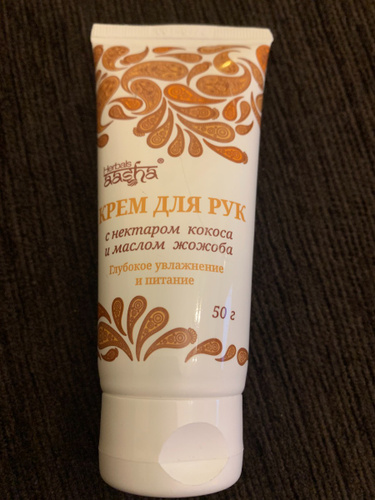 Herbals
aasha®
КРЕМ ДЛЯ РУК
с нектаром кокоса
и маслом жожоба
Глубокое увлажнение
и питание
50 г